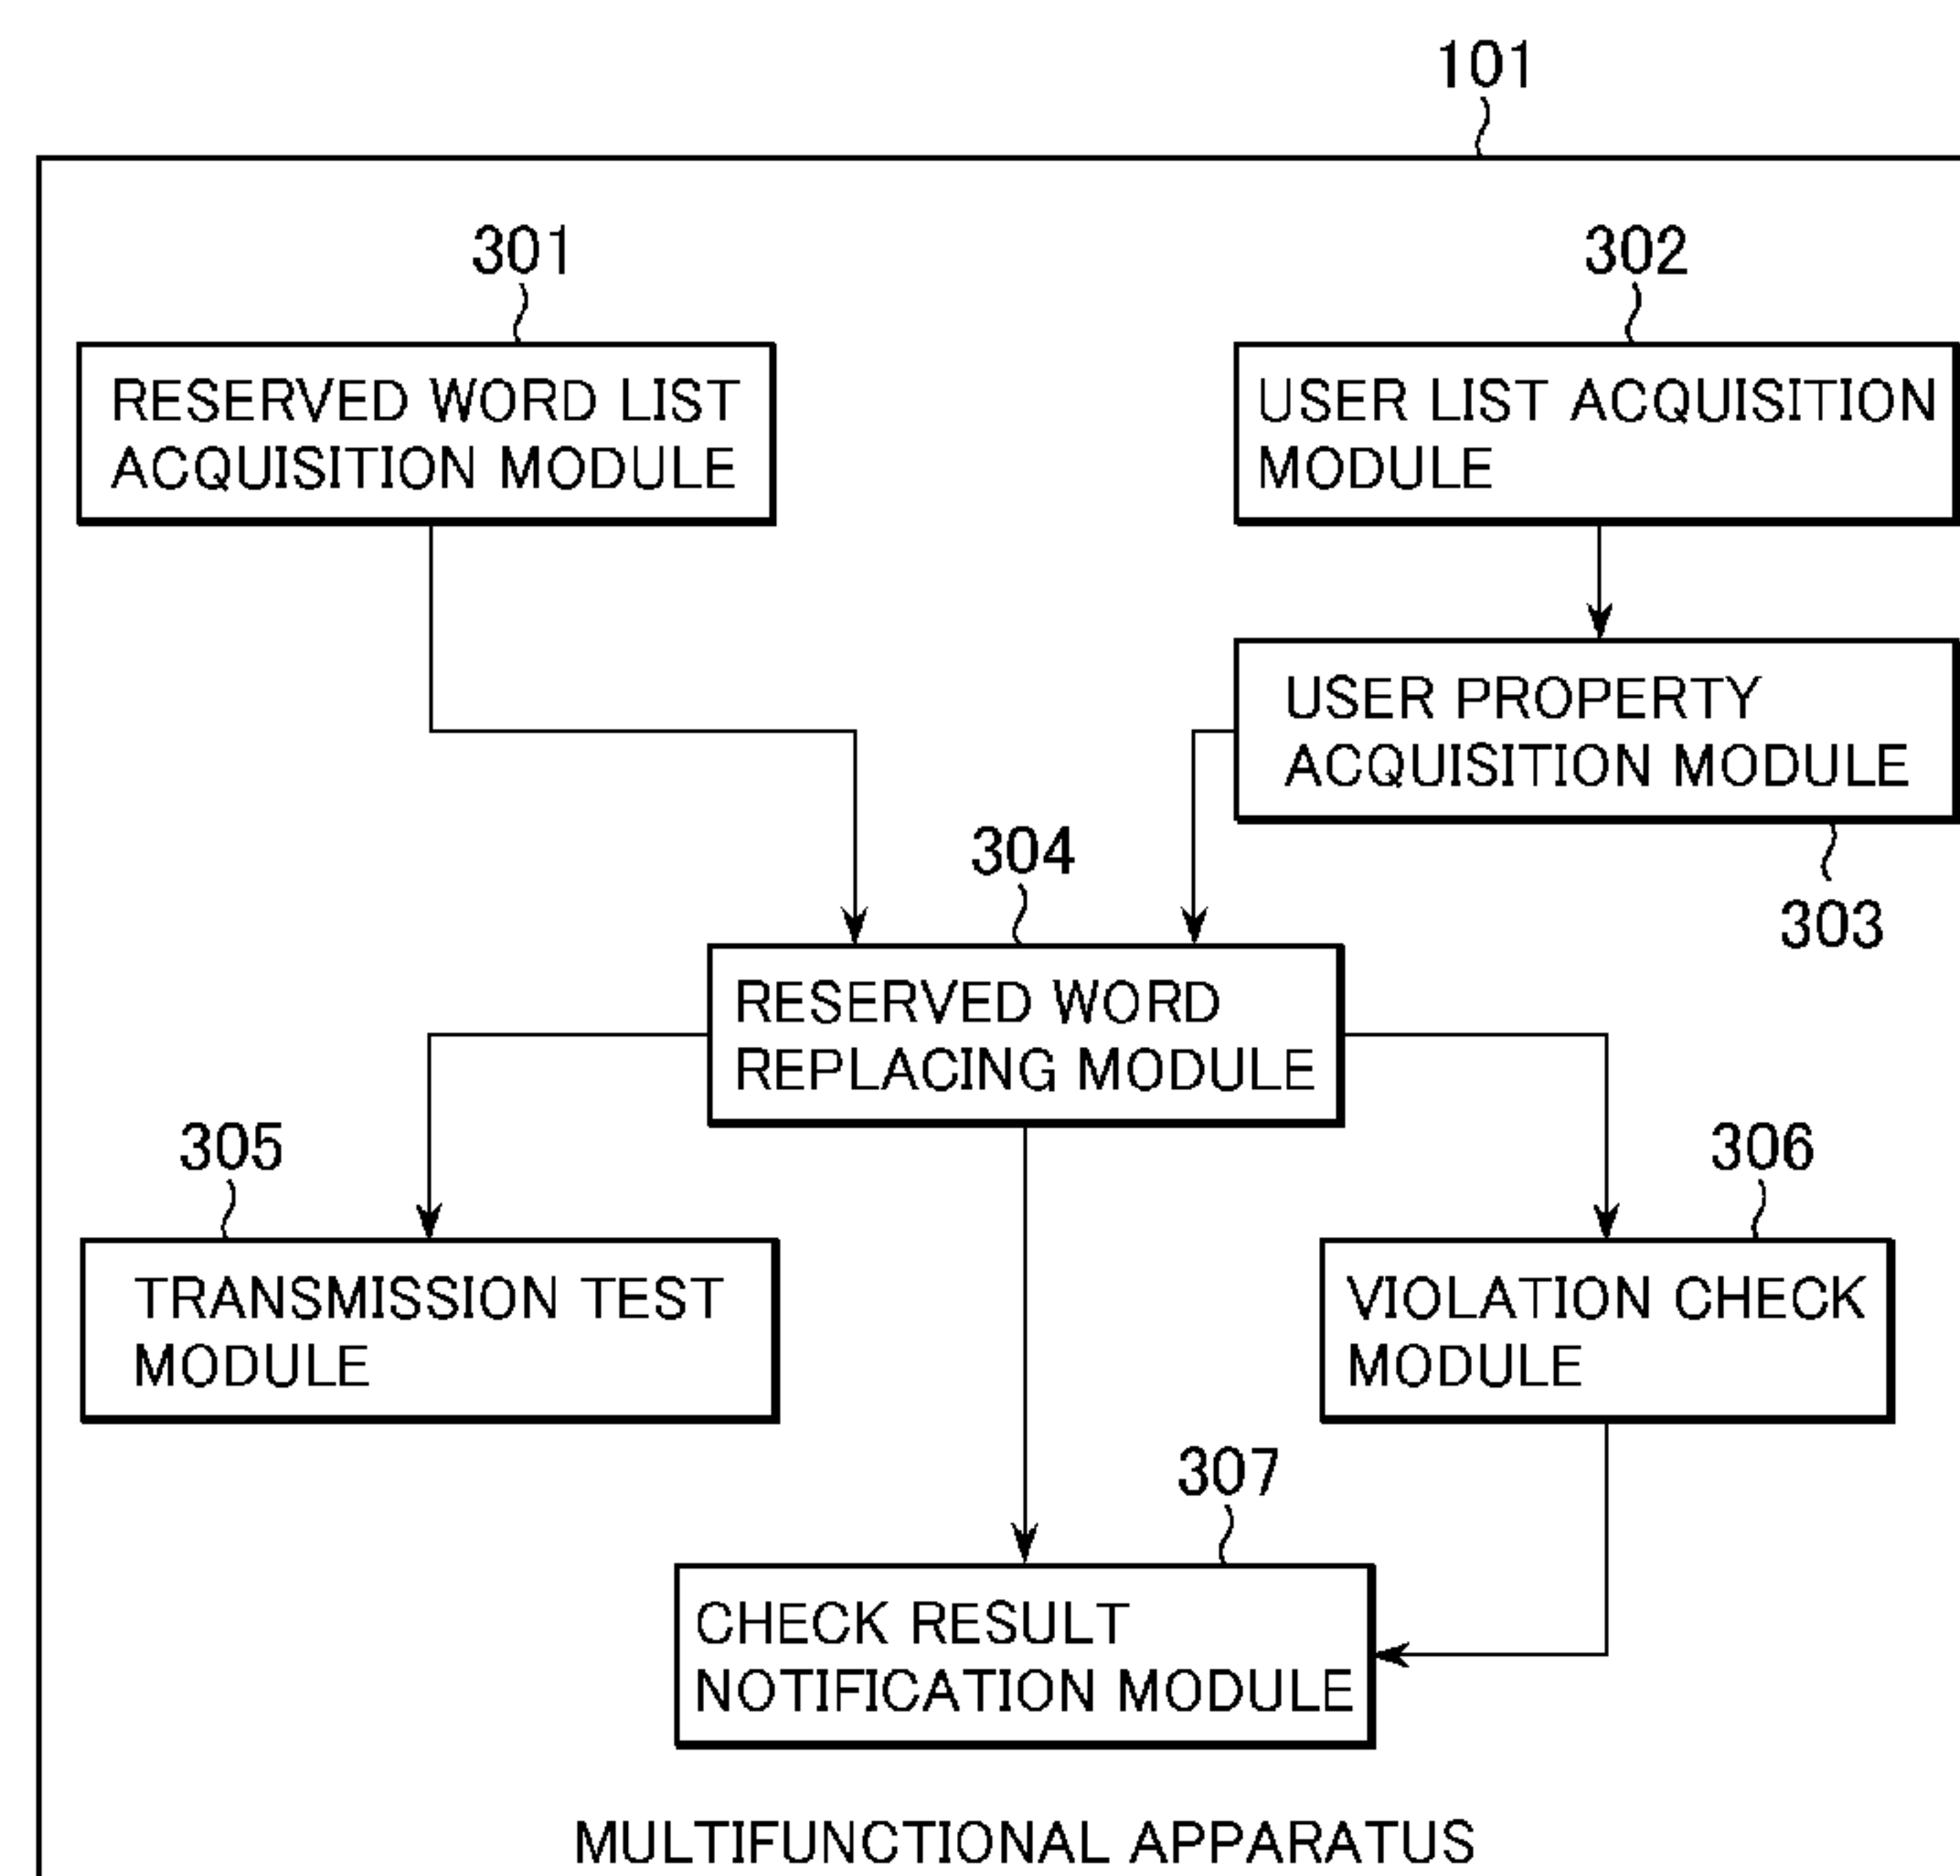 101
301
302
RESERVED WORD LIST
ACQUISITION MODULE
USER LIST ACQUISITION
MODULE
USER PROPERTY
ACQUISITION MODULE
303
304
RESERVED WORD
REPLACING MODULE
305
306
TRANSMISSION TEST
MODULE
VIOLATION CHECK
MODULE
307
CHECK RESULT
NOTIFICATION MODULE
MULTIFUNCTIONAL APPARATUS